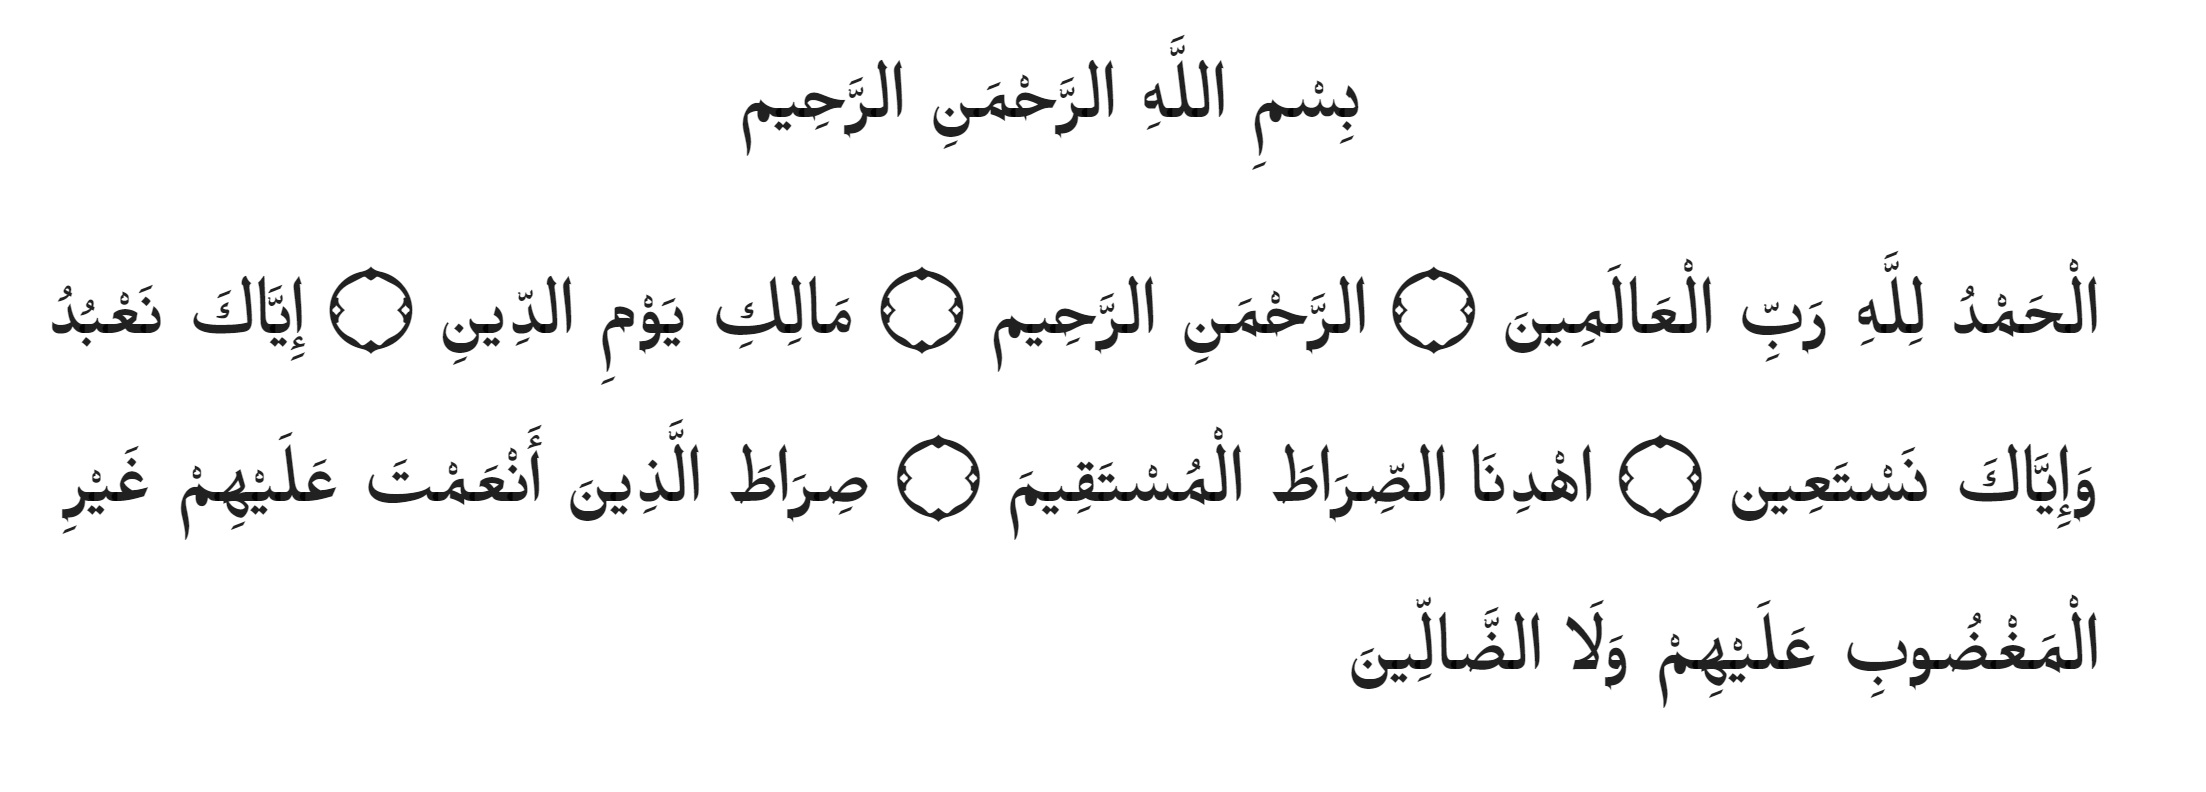 بِسْمِ اللَّهِ الرَّحْمَنِ الرَّحِيم
الْحَمْدُ لِلَّهِ رَبِّ الْعَالَمِينَ ۝ الرَّحْمَنِ الرَّحِيم ۝ مَالِكِ يَوْمِ الدِّينِ ۝ إِيَّاكَ نَعْبُدُ
وَإِيَّاكَ نَسْتَعِين ۝ اهْدِنَا الصِّرَاطَ الْمُسْتَقِيمَ ۝ صِرَاطَ الَّذِينَ أَنْعَمْتَ عَلَيْهِمْ غَيْرِ
الْمَغْضُوبِ عَلَيْهِمْ وَلَا الضَّالِّينَ